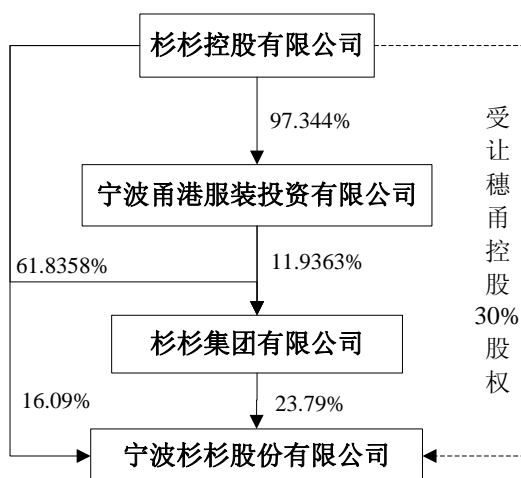 杉杉控股有限公司
97.344%
宁波甬港服装投资有限公司
61.8358%
11.9363%
杉杉集团有限公司
16.09%
23.79%
宁波杉杉股份有限公司
受
让
穗
甬
控
股
30%
股
权